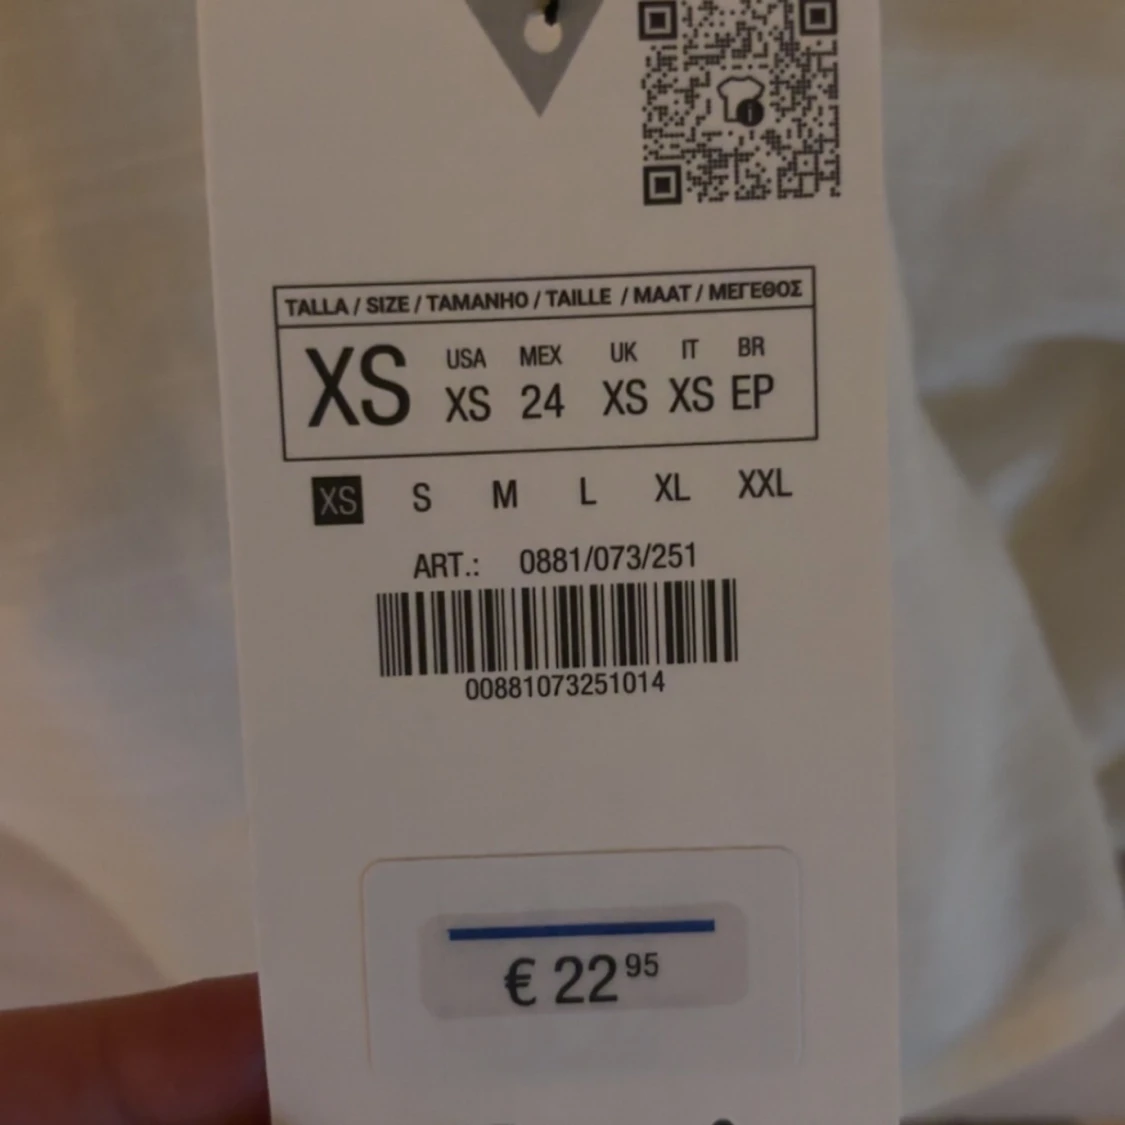 TALLA / SIZE / TAMANHO / TAILLE / MAAT / ΜΕΓΕΘΟΣ
XS USA XS MEX 24 UK XS IT XS BR EP
XS S M L XL XXL
ART.: 0881/073/251
00881073251014
€ 22 95